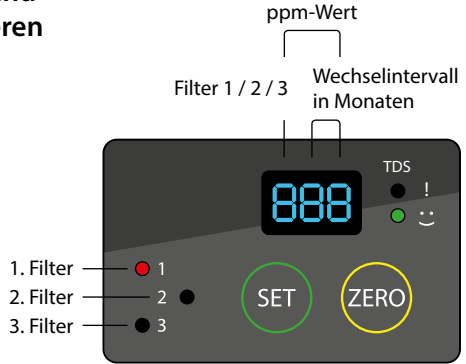 eren
ppm-Wert
Filter 1 / 2 / 3
Wechselintervall
in Monaten
888
TDS
!
1. Filter
1
2. Filter
2
3. Filter
3
SET
ZERO